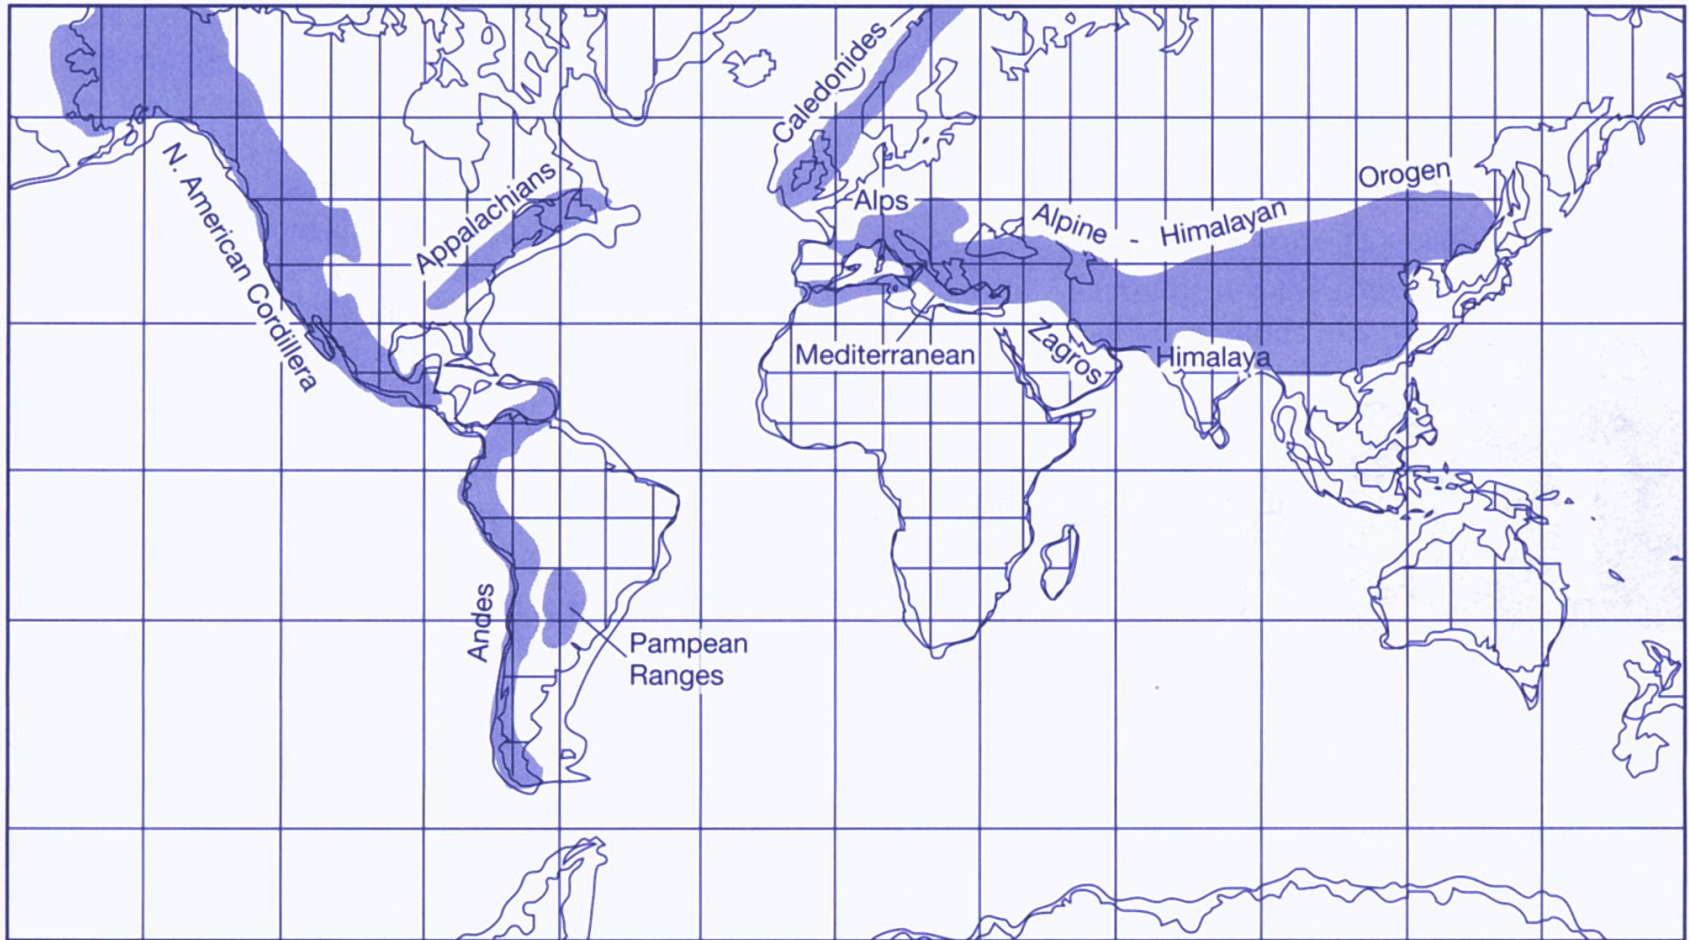 Caledonides
N. American Cordillera
Appalachians
Alps
Alpine - Himalayan
Orogen
Mediterranean
Zagros
Himalaya
Andes
Pampean
Ranges